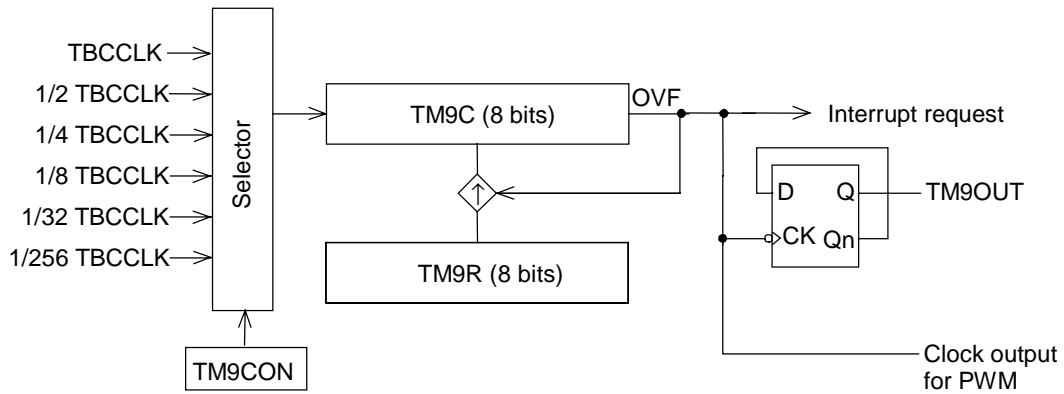 TBCCLK
1/2 TBCCLK
1/4 TBCCLK
1/8 TBCCLK
1/32 TBCCLK
1/256 TBCCLK
Selector
TM9CON
TM9C (8 bits)
OVF
TM9R (8 bits)
Interrupt request
D Q
CK Qn
TM9OUT
Clock output
for PWM